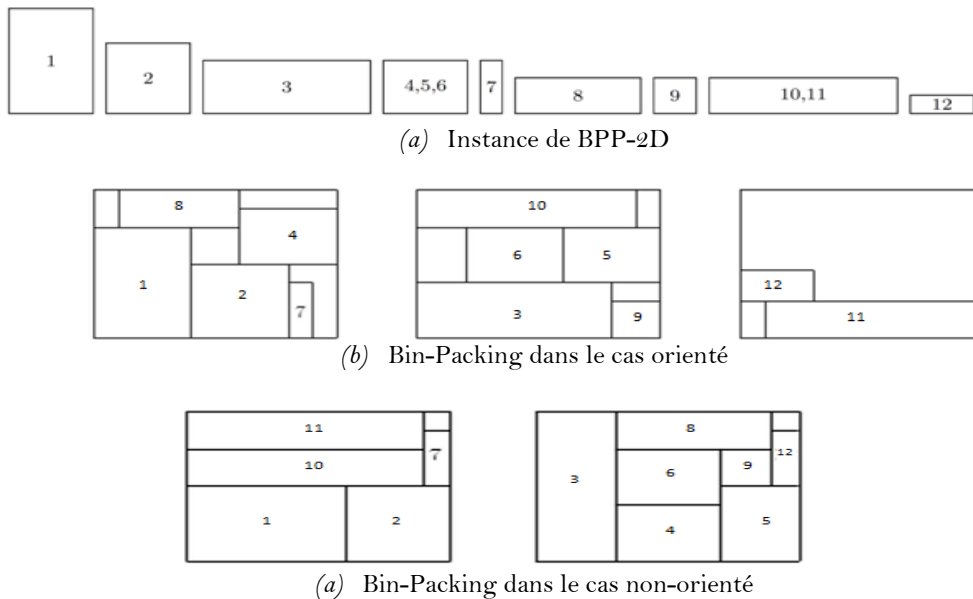 1 2 3 4,5,6 7 8 9 10,11 12
(a) Instance de BPP-2D
8 4 1 2 7
10 6 5 3 9
12 11
(b) Bin-Packing dans le cas orienté
11 10 7 1 2
8 3 6 9 12 4 5
(a) Bin-Packing dans le cas non-orienté